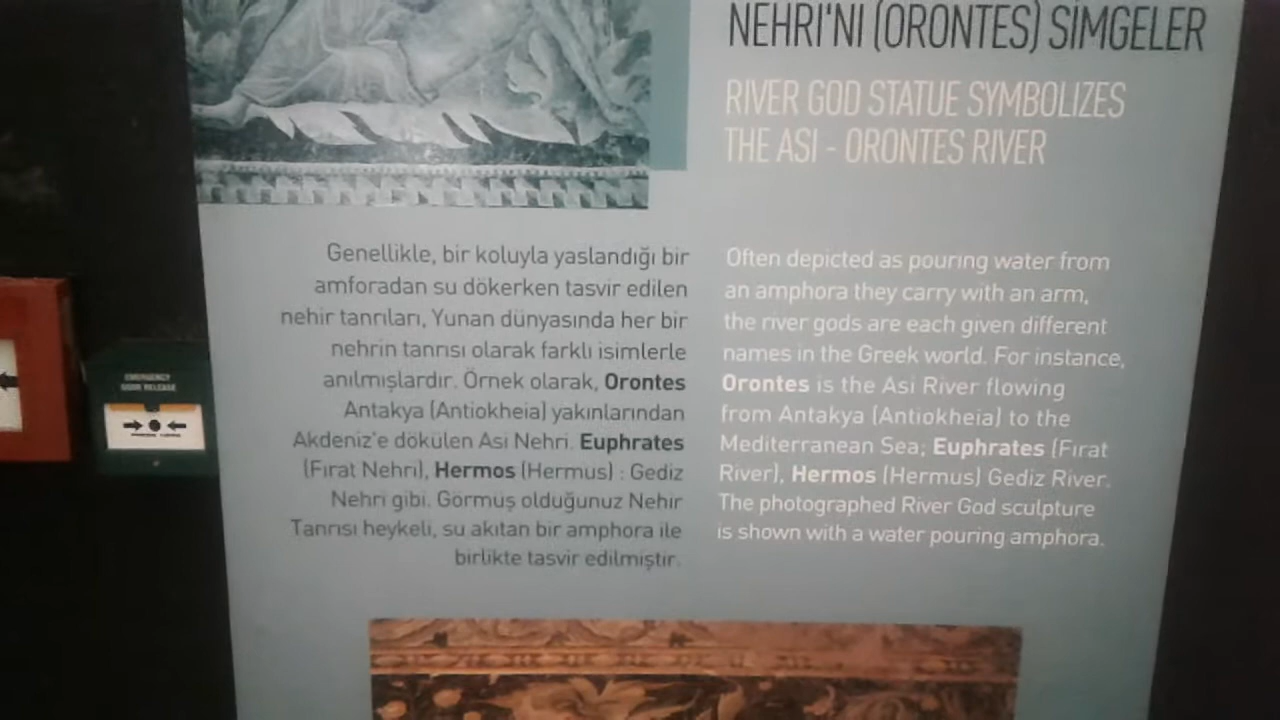 NEHRİ'Nİ (ORONTES) SİMGELER
RIVER GOD STATUE SYMBOLIZES
THE ASI - ORONTES RIVER
Genellikle, bir koluyla yaslandığı bir
amforadan su dökerken tasvir edilen
nehir tanrıları, Yunan dünyasında her bir
nehrin tanrısı olarak farklı isimlerle
anılmışlardır. Örnek olarak, Orontes
Antakya (Antiokheia) yakınlarından
Akdeniz'e dökülen Asi Nehri. Euphrates
(Fırat Nehri), Hermos (Hermus) : Gediz
Nehri gibi. Görmüş olduğunuz Nehir
Tanrısı heykeli, su akıtan bir amphora ile
birlikte tasvir edilmiştir.
Often depicted as pouring water from
an amphora they carry with an arm,
the river gods are each given different
names in the Greek world. For instance,
Orontes is the Asi River flowing
from Antakya (Antiokheia) to the
Mediterranean Sea; Euphrates (Fırat
River), Hermos (Hermus) Gediz River.
The photographed River God sculpture
is shown with a water pouring amphora.
EMERGENCY
DOOR RELEASE